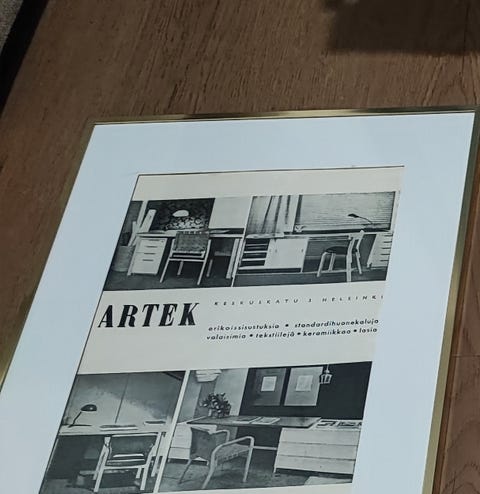 ARTEK
KESKUSKATU 3 HELSINKI
erikoissisustuksia • standardihuonekaluja
valaisimia • tekstiilejä • keramiikkaa • lasia